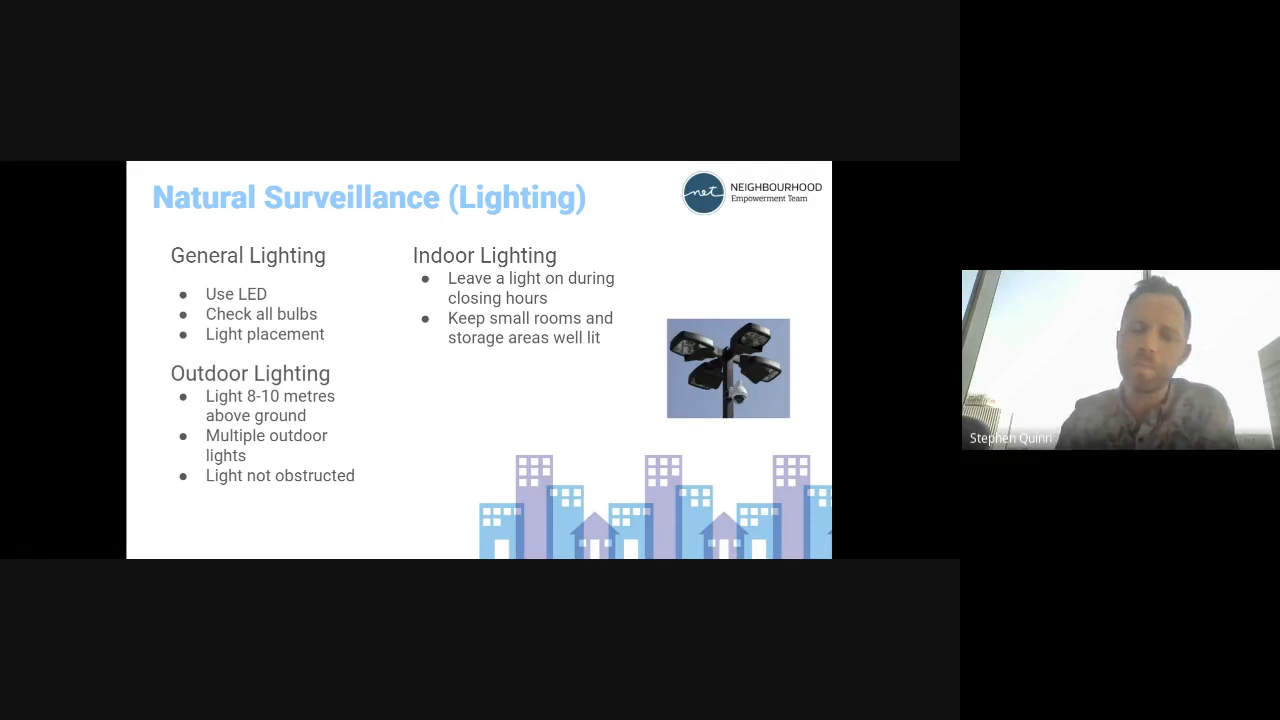 Natural Surveillance (Lighting)
net
NEIGHBOURHOOD
Empowerment Team
General Lighting
● Use LED
● Check all bulbs
● Light placement
Outdoor Lighting
● Light 8-10 metres
above ground
● Multiple outdoor
lights
● Light not obstructed
Indoor Lighting
● Leave a light on during
closing hours
● Keep small rooms and
storage areas well lit
Stephen Quinn